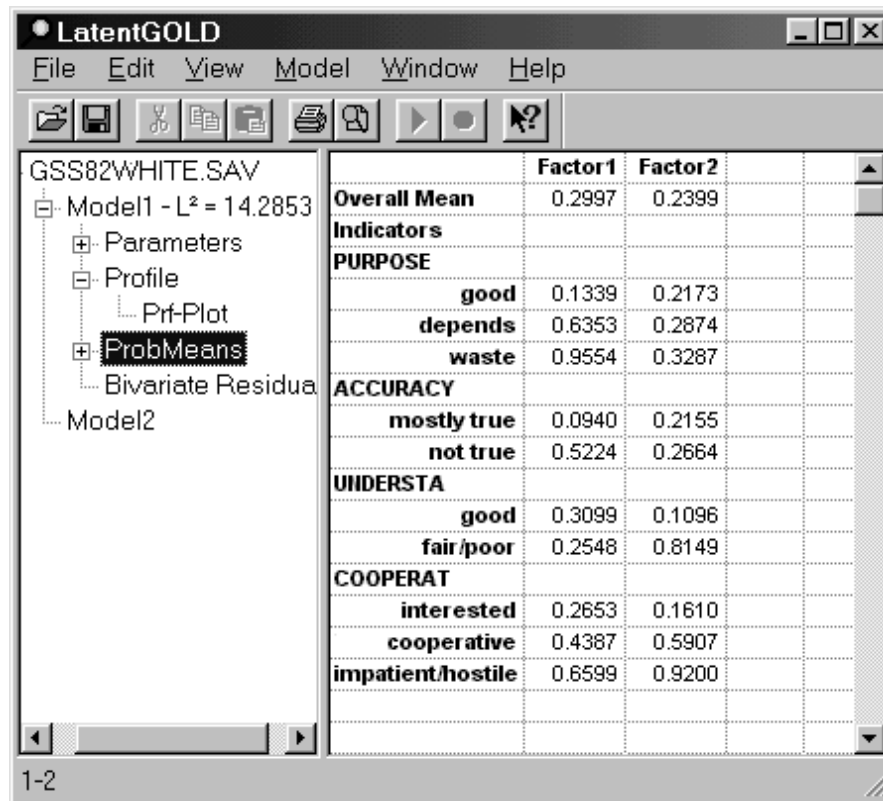 LatentGOLD
File Edit View Model Window Help
GSS82WHITE.SAV
Model1 - L² = 14.2853
Parameters
Profile
Prf-Plot
ProbMeans
Bivariate Residua
Model2
Factor1 Factor2
Overall Mean 0.2997 0.2399
Indicators
PURPOSE
good 0.1339 0.2173
depends 0.6353 0.2874
waste 0.9554 0.3287
ACCURACY
mostly true 0.0940 0.2155
not true 0.5224 0.2664
UNDERSTA
good 0.3099 0.1096
fair/poor 0.2548 0.8149
COOPERAT
interested 0.2653 0.1610
cooperative 0.4387 0.5907
impatient/hostile 0.6599 0.9200
1-2